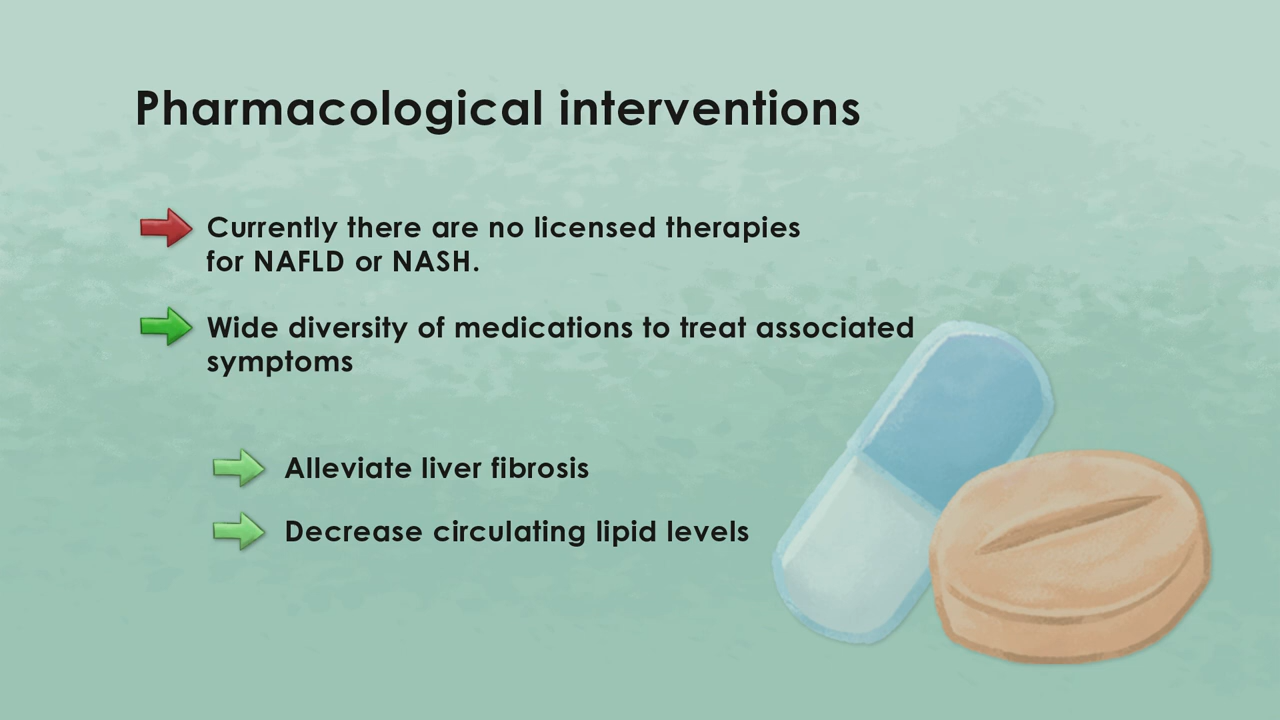 Pharmacological interventions
Currently there are no licensed therapies
for NAFLD or NASH.
Wide diversity of medications to treat associated
symptoms
Alleviate liver fibrosis
Decrease circulating lipid levels